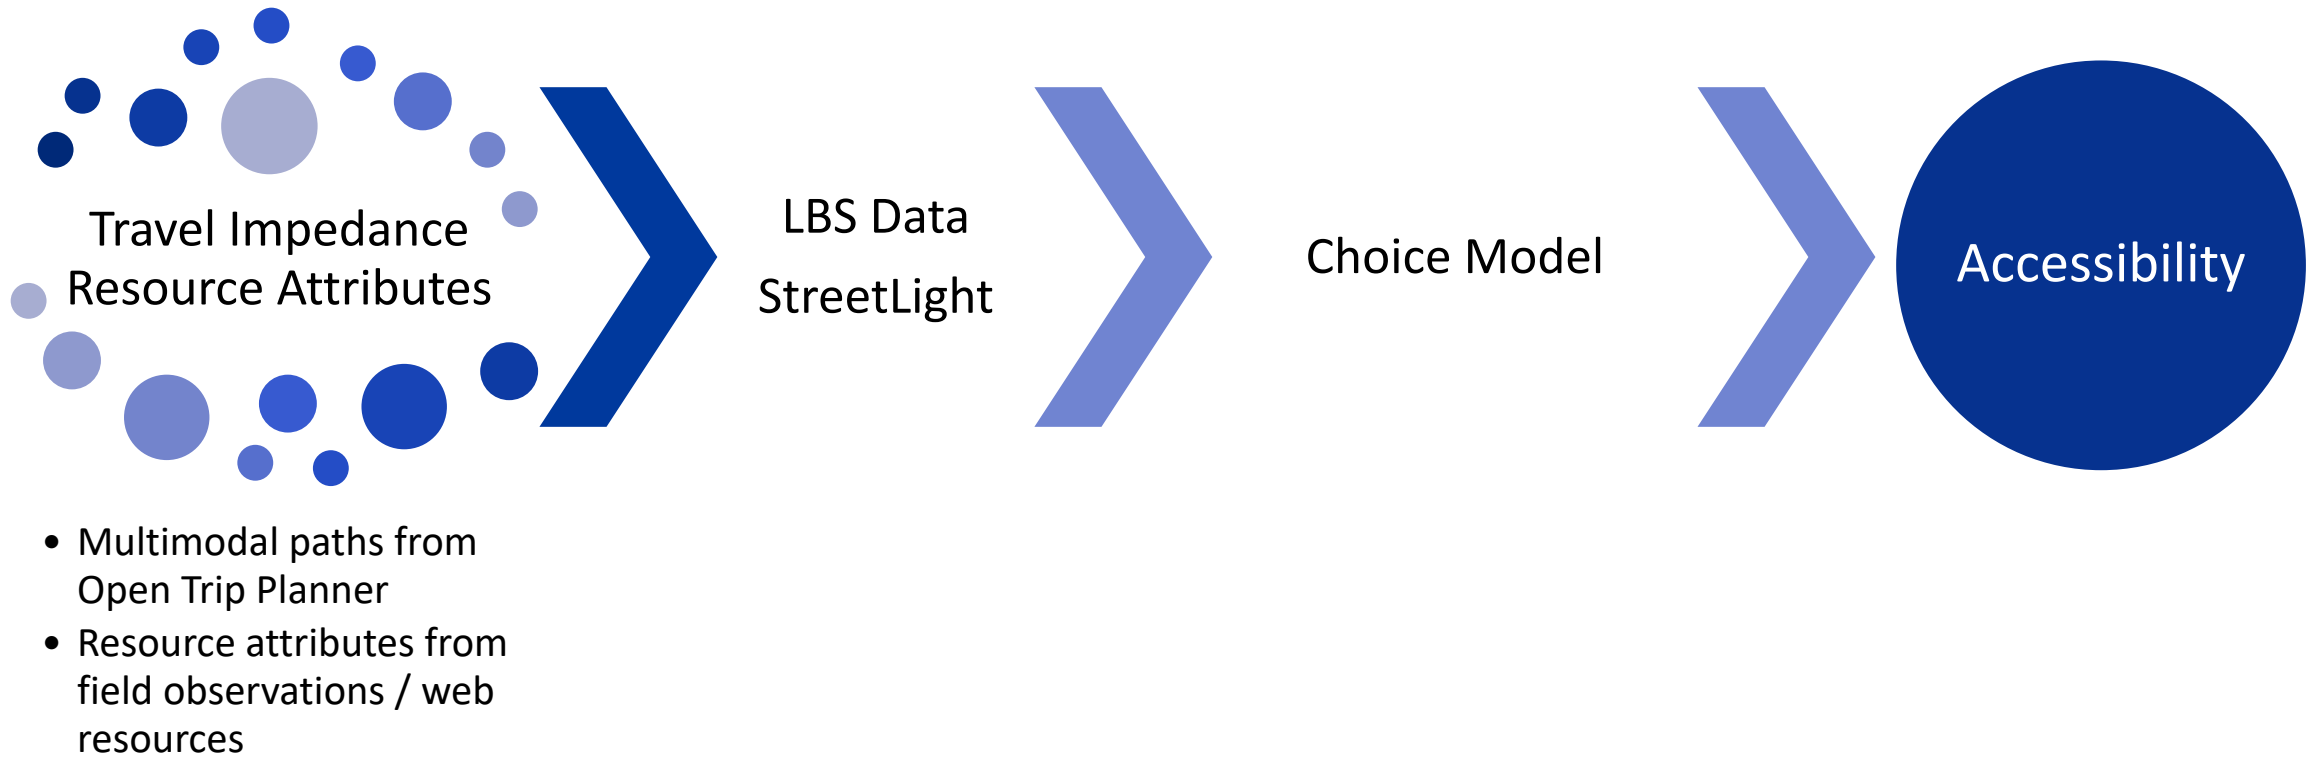 Travel Impedance
Resource Attributes
• Multimodal paths from
Open Trip Planner
• Resource attributes from
field observations / web
resources
LBS Data
StreetLight
Choice Model
Accessibility